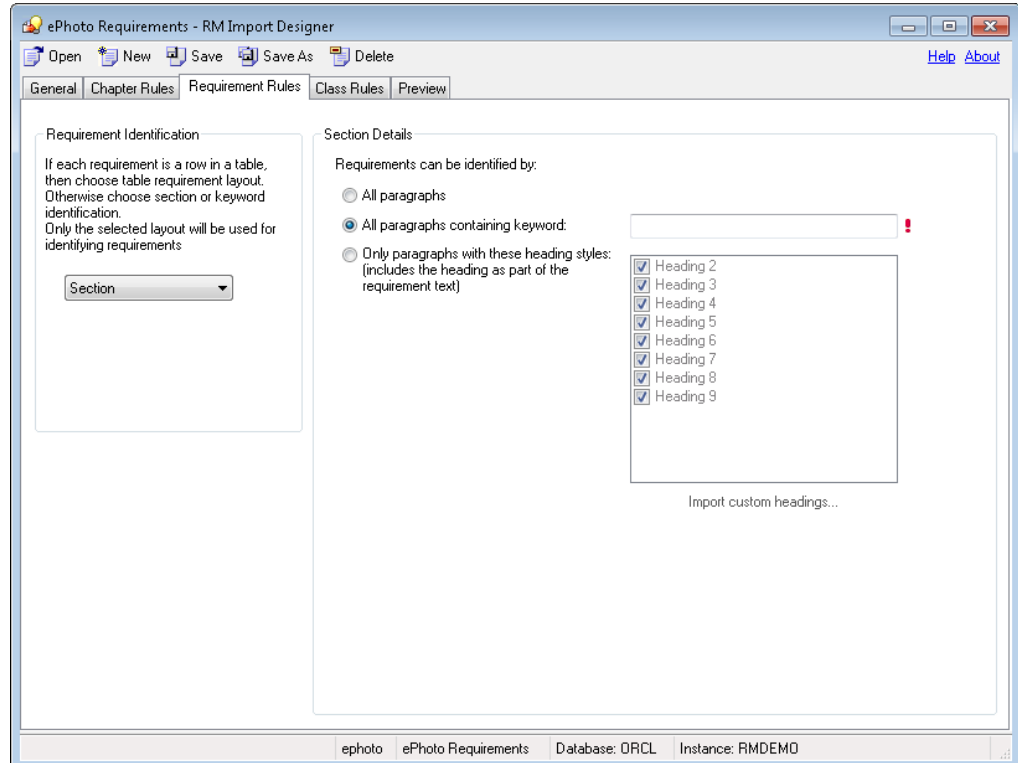 ePhoto Requirements - RM Import Designer
Open New Save Save As Delete Help About
General Chapter Rules Requirement Rules Class Rules Preview
Requirement Identification
If each requirement is a row in a table,
then choose table requirement layout.
Otherwise choose section or keyword
identification.
Only the selected layout will be used for
identifying requirements
Section
Section Details
Requirements can be identified by:
All paragraphs
All paragraphs containing keyword:
Only paragraphs with these heading styles:
(includes the heading as part of the
requirement text)
Heading 2
Heading 3
Heading 4
Heading 5
Heading 6
Heading 7
Heading 8
Heading 9
Import custom headings...
ephoto ePhoto Requirements Database: ORCL Instance: RMDEMO